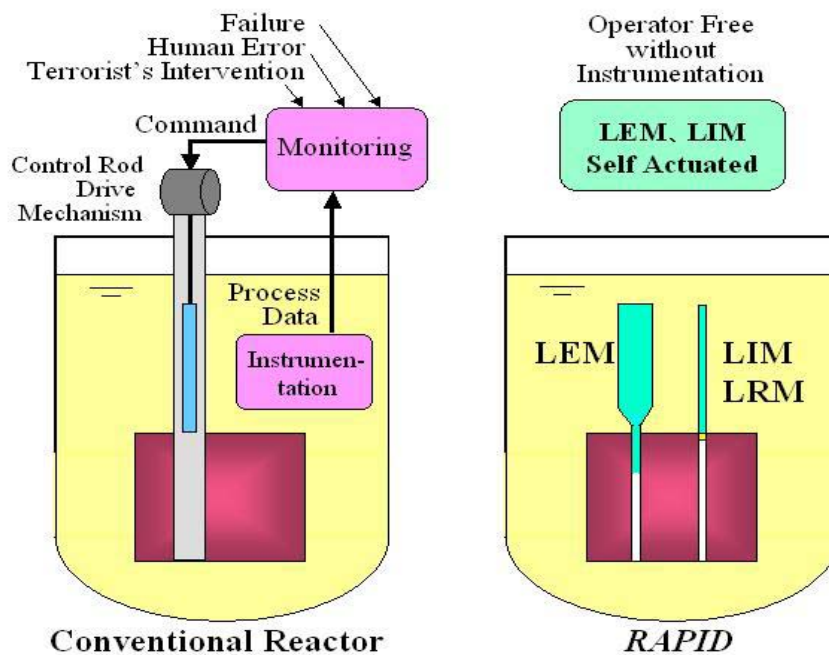 Failure
Human Error
Terrorist's Intervention
Command
Monitoring
Control Rod
Drive
Mechanism
Process
Data
Instrumen-
tation
Conventional Reactor
Operator Free
without
Instrumentation
LEM、LIM
Self Actuated
LEM
LIM
LRM
RAPID